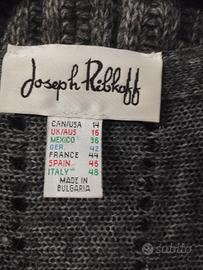 Joseph Ribkoff
CAN/USA 14
UK/AUS 16
MEXICO 36
GER 42
FRANCE 44
SPAIN 46
ITALY 48
MADE IN
BULGARIA
subito